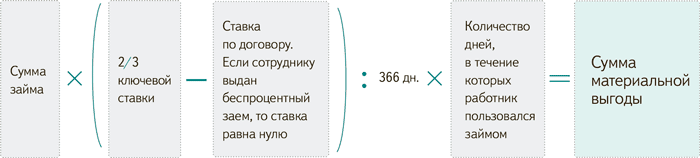 Сумма
займа
×
(
2/3
ключевой
ставки
—
Ставка
по договору.
Если сотруднику
выдан
беспроцентный
заем, то ставка
равна нулю
)
:
366 дн.
×
Количество
дней,
в течение
которых
работник
пользовался
займом
=
Сумма
материальной
выгоды